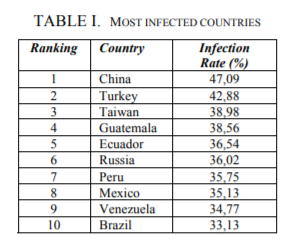 TABLE I. MOST INFECTED COUNTRIES
Ranking Country Infection Rate (%)
1 China 47,09
2 Turkey 42,88
3 Taiwan 38,98
4 Guatemala 38,56
5 Ecuador 36,54
6 Russia 36,02
7 Peru 35,75
8 Mexico 35,13
9 Venezuela 34,77
10 Brazil 33,13